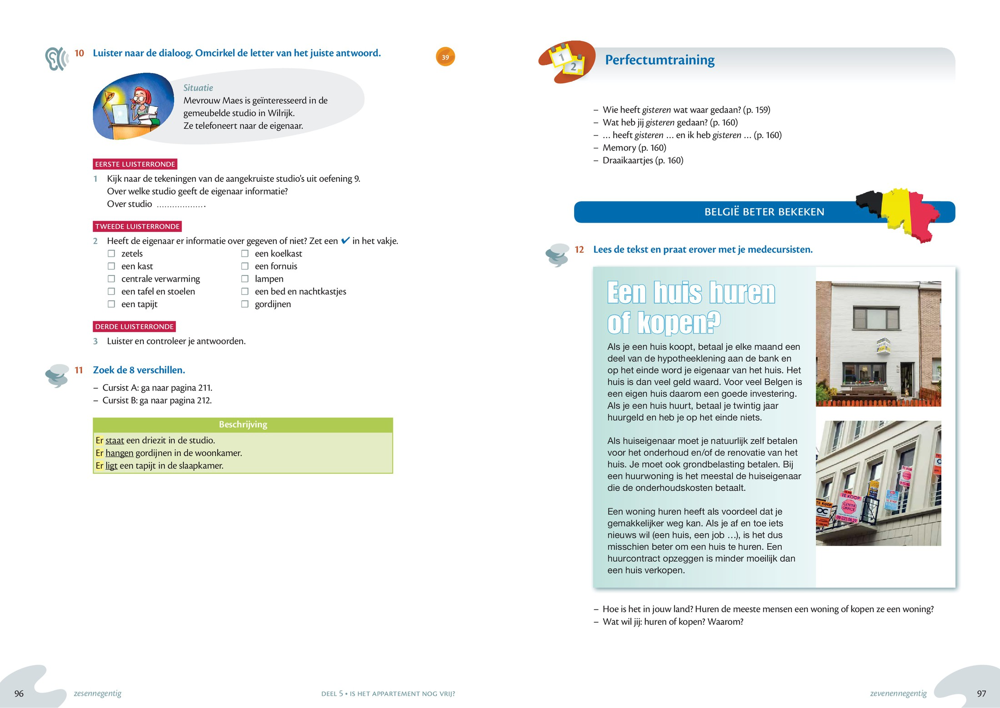 10 Luister naar de dialoog. Omcirkel de letter van het juiste antwoord.
39
Situatie
Mevrouw Maes is geïnteresseerd in de
gemeubelde studio in Wilrijk.
Ze telefoneert naar de eigenaar.
EERSTE LUISTERRONDE
1 Kijk naar de tekeningen van de aangekruiste studio's uit oefening 9.
Over welke studio geeft de eigenaar informatie?
Over studio ...................
TWEEDE LUISTERRONDE
2 Heeft de eigenaar er informatie over gegeven of niet? Zet een ✔ in het vakje.
☐ zetels
☐ een kast
☐ centrale verwarming
☐ een tafel en stoelen
☐ een tapijt
☐ een koelkast
☐ een fornuis
☐ lampen
☐ een bed en nachtkastjes
☐ gordijnen
DERDE LUISTERRONDE
3 Luister en controleer je antwoorden.
11 Zoek de 8 verschillen.
– Cursist A: ga naar pagina 211.
– Cursist B: ga naar pagina 212.
Beschrijving
Er staat een driezit in de studio.
Er hangen gordijnen in de woonkamer.
Er ligt een tapijt in de slaapkamer.
96
zesennegentig
DEEL 5 • IS HET APPARTEMENT NOG VRIJ?
1
2
Perfectumtraining
– Wie heeft gisteren wat waar gedaan? (p. 159)
– Wat heb jij gisteren gedaan? (p. 160)
– ... heeft gisteren ... en ik heb gisteren ... (p. 160)
– Memory (p. 160)
– Draaikaartjes (p. 160)
BELGIË BETER BEKEKEN
12 Lees de tekst en praat erover met je medecursisten.
Een huis huren
of kopen?
Als je een huis koopt, betaal je elke maand een
deel van de hypotheeklening aan de bank en
op het einde word je eigenaar van het huis. Het
huis is dan veel geld waard. Voor veel Belgen is
een eigen huis daarom een goede investering.
Als je een huis huurt, betaal je twintig jaar
huurgeld en heb je op het einde niets.
Als huiseigenaar moet je natuurlijk zelf betalen
voor het onderhoud en/of de renovatie van het
huis. Je moet ook grondbelasting betalen. Bij
een huurwoning is het meestal de huiseigenaar
die de onderhoudskosten betaalt.
Een woning huren heeft als voordeel dat je
gemakkelijker weg kan. Als je af en toe iets
nieuws wil (een huis, een job ...), is het dus
misschien beter om een huis te huren. Een
huurcontract opzeggen is minder moeilijk dan
een huis verkopen.
TE KOOP
OC
TE KOOP
CENTER
OFFICE
09-223.08.29
TE KOOP
TE KOOP
– Hoe is het in jouw land? Huren de meeste mensen een woning of kopen ze een woning?
– Wat wil jij: huren of kopen? Waarom?
zevenennegentig
97